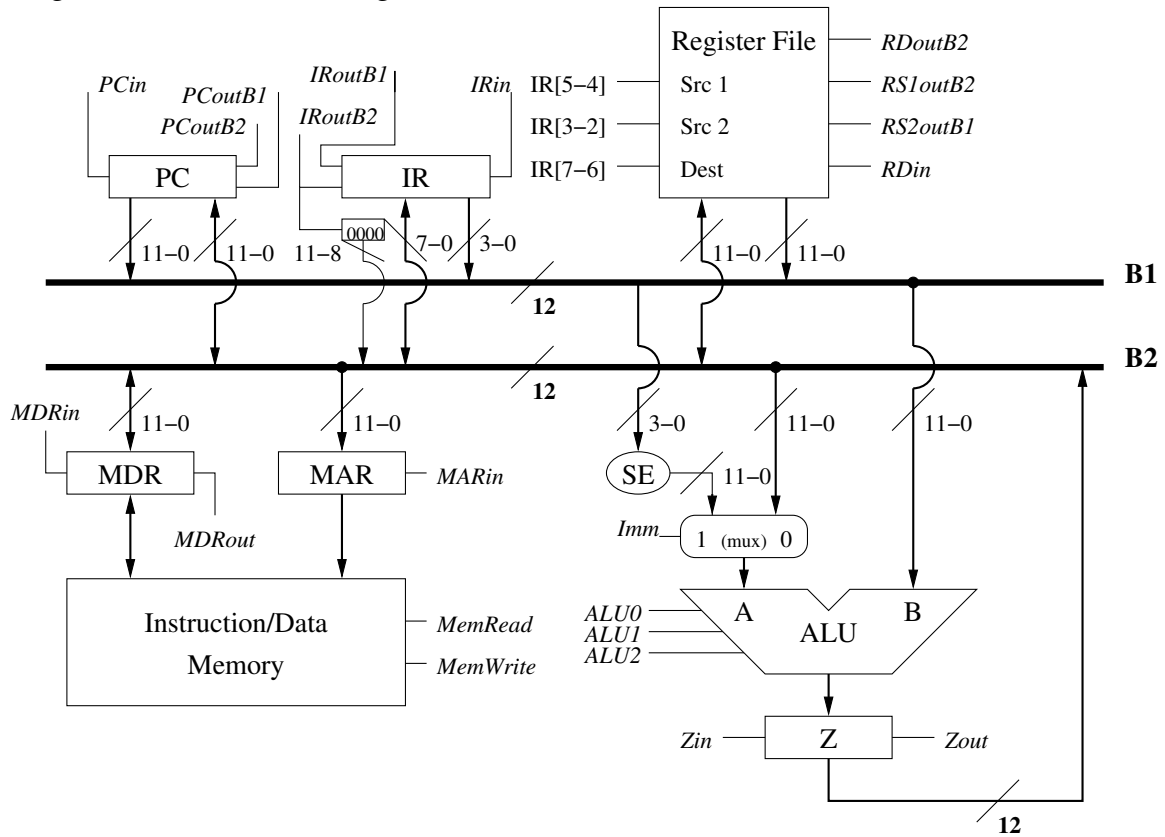 Register File
RDoutB2
IRoutB1
PCin
PCoutB1
IRin
IR[5-4]
Src 1
RS1outB2
PCoutB2
IRoutB2
IR[3-2]
Src 2
RS2outB1
PC
IR
IR[7-6]
Dest
RDin
0000
11-0
11-0
11-8
7-0
3-0
11-0
11-0
B1
12
B2
12
MDRin
11-0
11-0
3-0
11-0
11-0
MDR
MAR
MARin
SE
11-0
MDRout
Imm
1 (mux) 0
Instruction/Data
Memory
MemRead
MemWrite
ALU0
ALU1
ALU2
A
B
ALU
Zin
Z
Zout
12